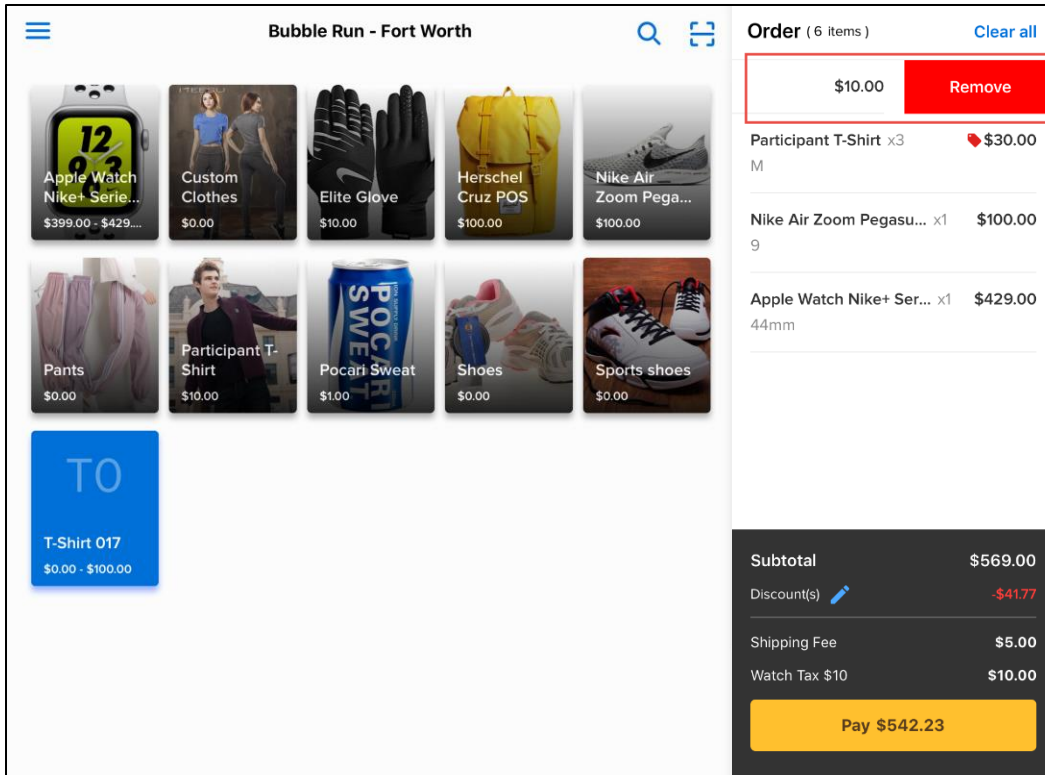 Bubble Run - Fort Worth
Apple Watch
Nike+ Serie...
$399.00 - $429....
Custom
Clothes
$0.00
Elite Glove
$10.00
Herschel
Cruz POS
$100.00
Nike Air
Zoom Pega...
$100.00
Pants
$0.00
Participant T-
Shirt
$10.00
POCARI
SWEAT
Pocari Sweat
$1.00
Shoes
$0.00
Sports shoes
$0.00
TO
T-Shirt 017
$0.00 - $100.00
Order ( 6 items )
Clear all
$10.00
Remove
Participant T-Shirt x3
$30.00
M
Nike Air Zoom Pegasu... x1
$100.00
9
Apple Watch Nike+ Ser... x1
$429.00
44mm
Subtotal
$569.00
Discount(s)
-$41.77
Shipping Fee
$5.00
Watch Tax $10
$10.00
Pay $542.23